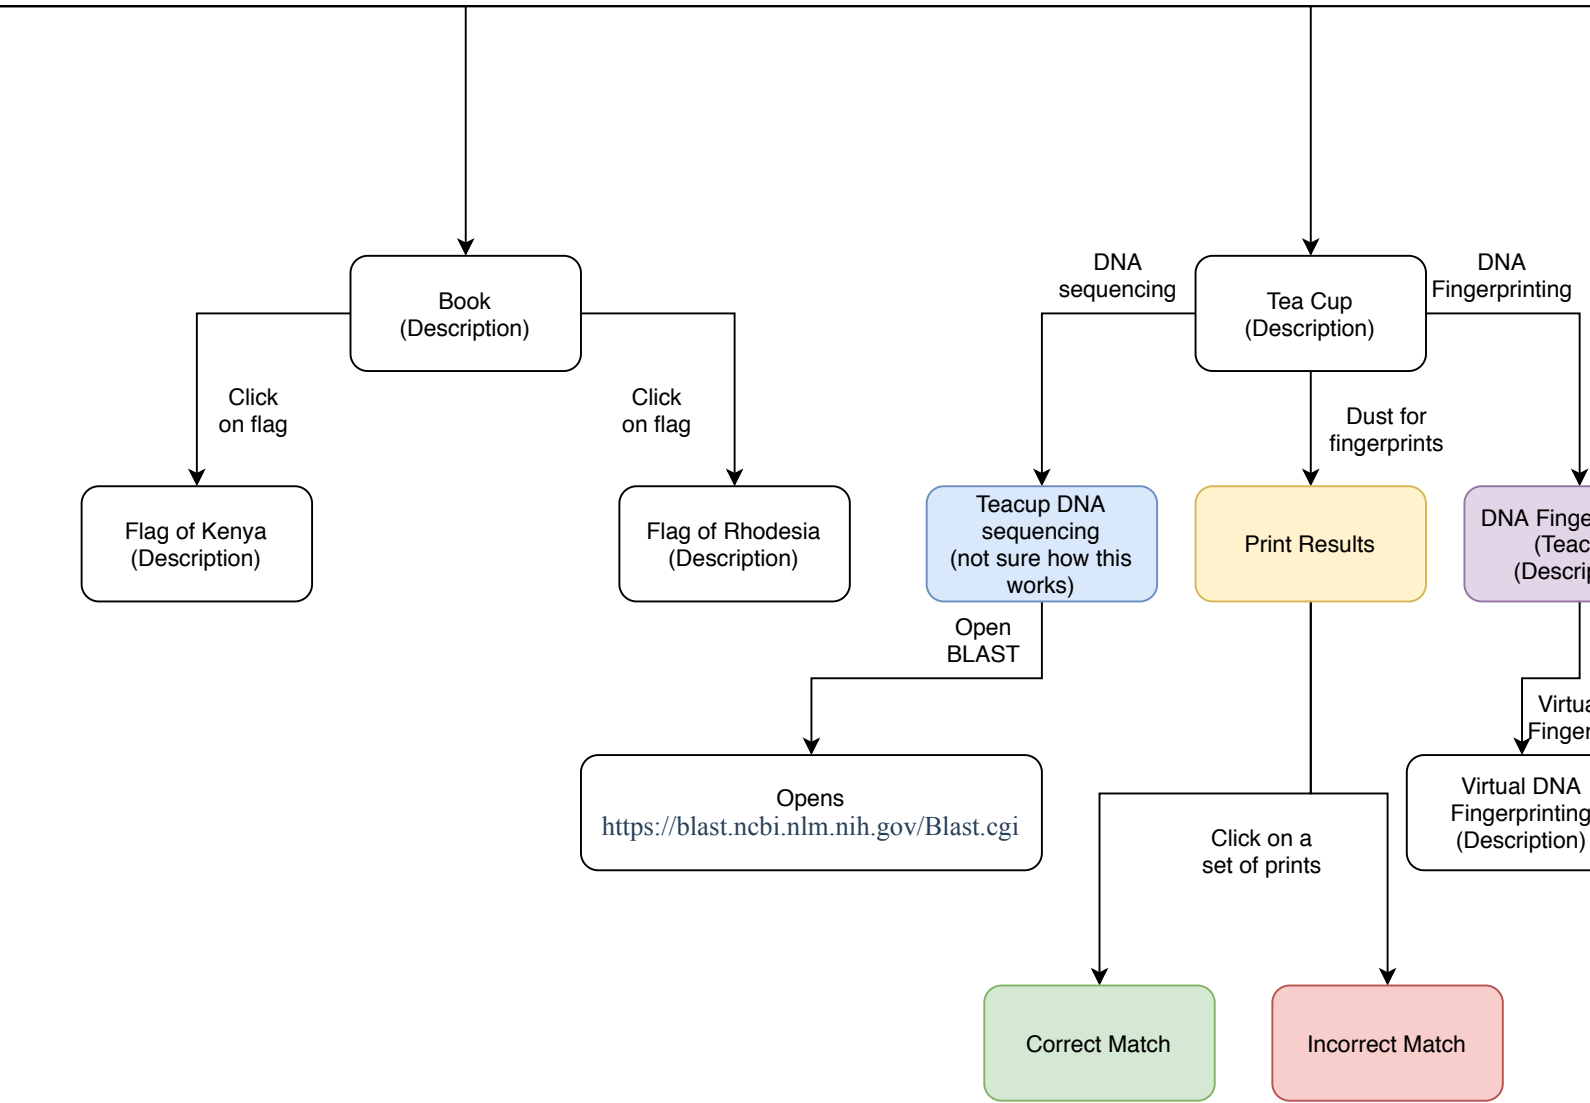 DNA
sequencing
DNA
Fingerprinting
Book
(Description)
Tea Cup
(Description)
Click
on flag
Click
on flag
Dust for
fingerprints
Flag of Kenya
(Description)
Flag of Rhodesia
(Description)
Teacup DNA
sequencing
(not sure how this
works)
Print Results
DNA
Open
BLAST
Opens
https://blast.ncbi.nlm.nih.gov/Blast.cgi
Virtual DNA
Fingerprinting
(Description)
Click on a
set of prints
Correct Match
Incorrect Match